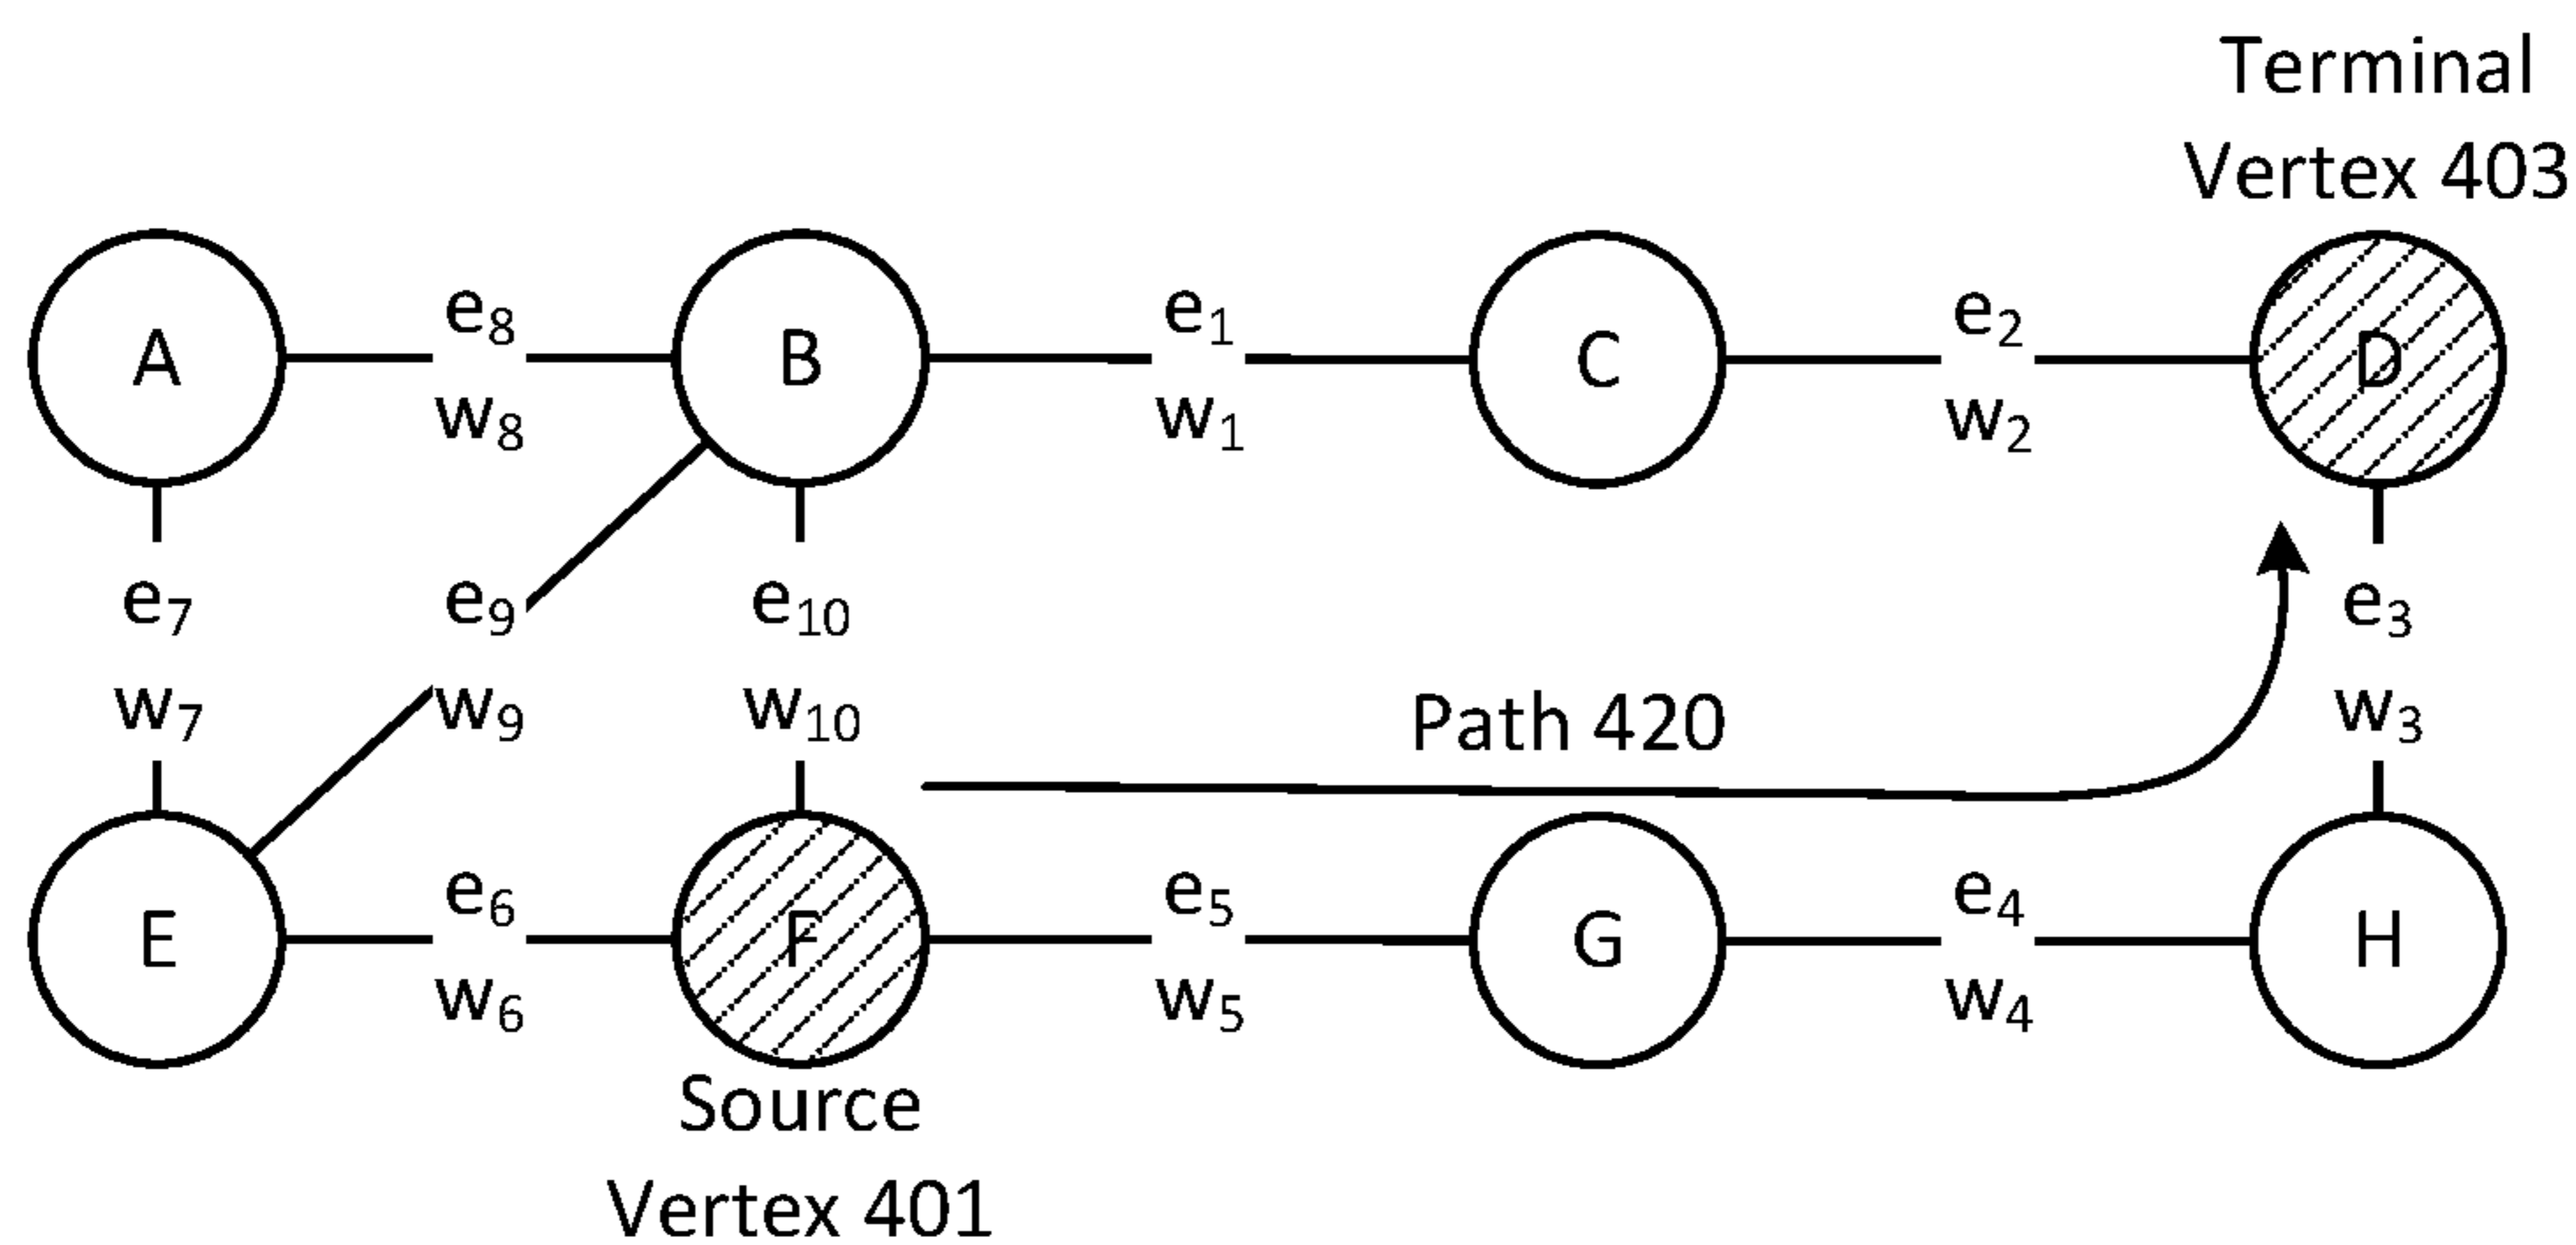 Terminal
Vertex 403
A
e₈
w₈
B
e₁
w₁
C
e₂
w₂
D
e₇
w₇
e₉
w₉
e₁₀
w₁₀
Path 420
e₃
w₃
E
e₆
w₆
F
e₅
w₅
G
e₄
w₄
H
Source
Vertex 401